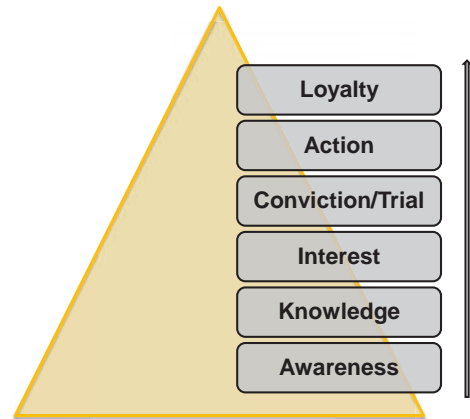 Loyalty
Action
Conviction/Trial
Interest
Knowledge
Awareness